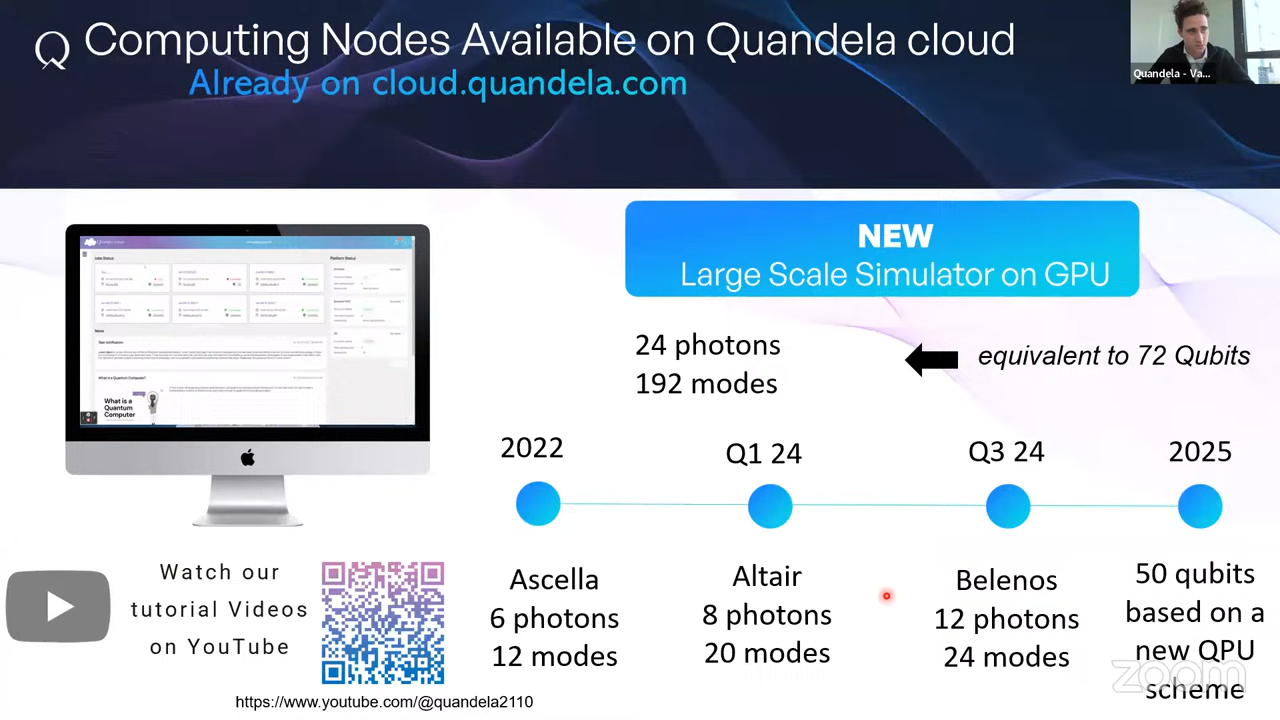 Computing Nodes Available on Quandela cloud
Already on cloud.quandela.com
Quandela - Va...
NEW
Large Scale Simulator on GPU
24 photons
192 modes
equivalent to 72 Qubits
What is a
Quantum
Computer
2022
Q1 24
Q3 24
2025
Ascella
6 photons
12 modes
Altair
8 photons
20 modes
Belenos
12 photons
24 modes
50 qubits
based on a
new QPU
scheme
Watch our
tutorial Videos
on YouTube
https://www.youtube.com/@quandela2110
zoom